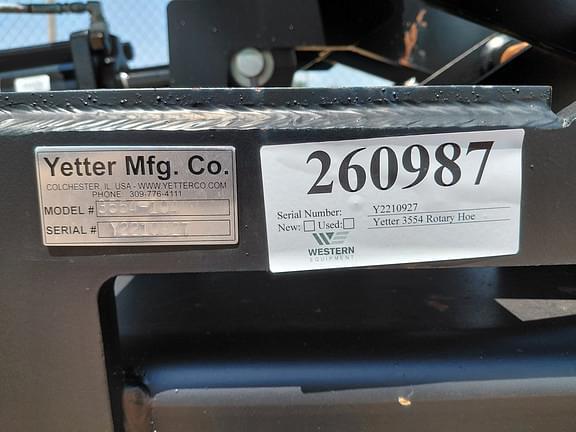 Yetter Mfg. Co.
COLCHESTER, IL USA - WWW.YETTERCO.COM
PHONE 309-776-4111
MODEL #
SERIAL # Y2210927
260987
Serial Number: Y2210927
New: Used: Yetter 3554 Rotary Hoe
WESTERN
EQUIPMENT